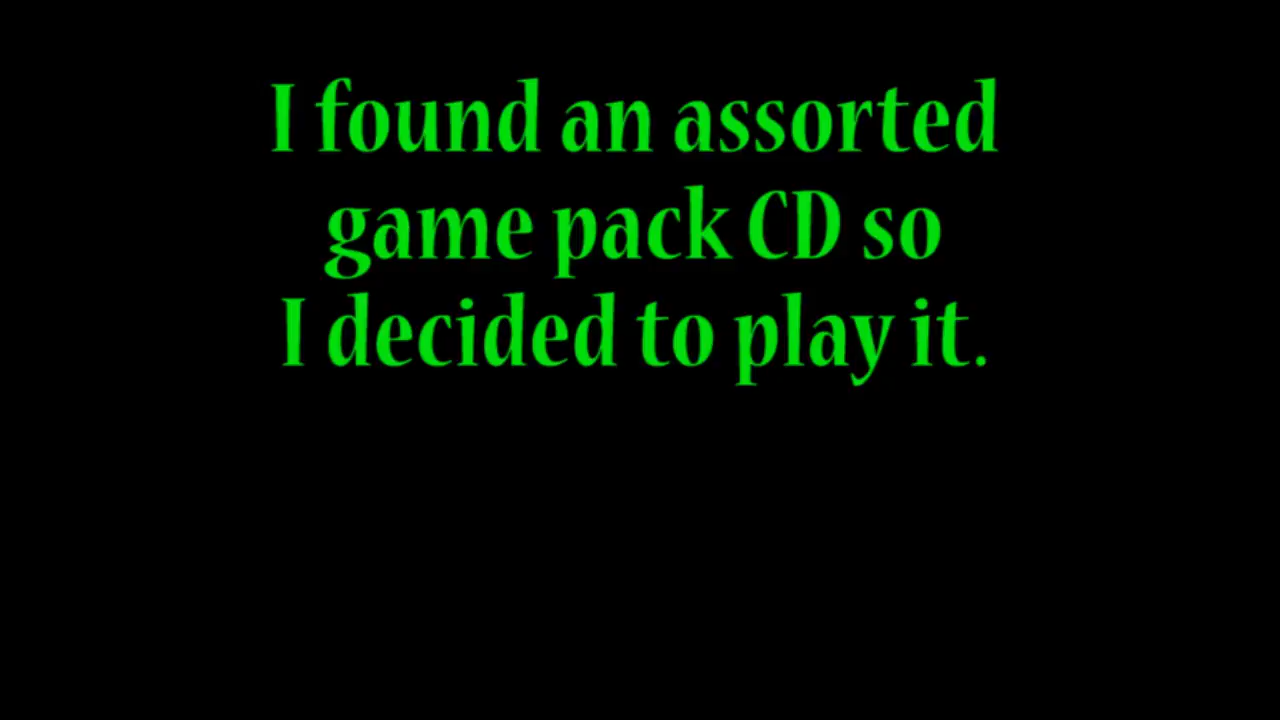 I found an assorted
game pack CD so
I decided to play it.